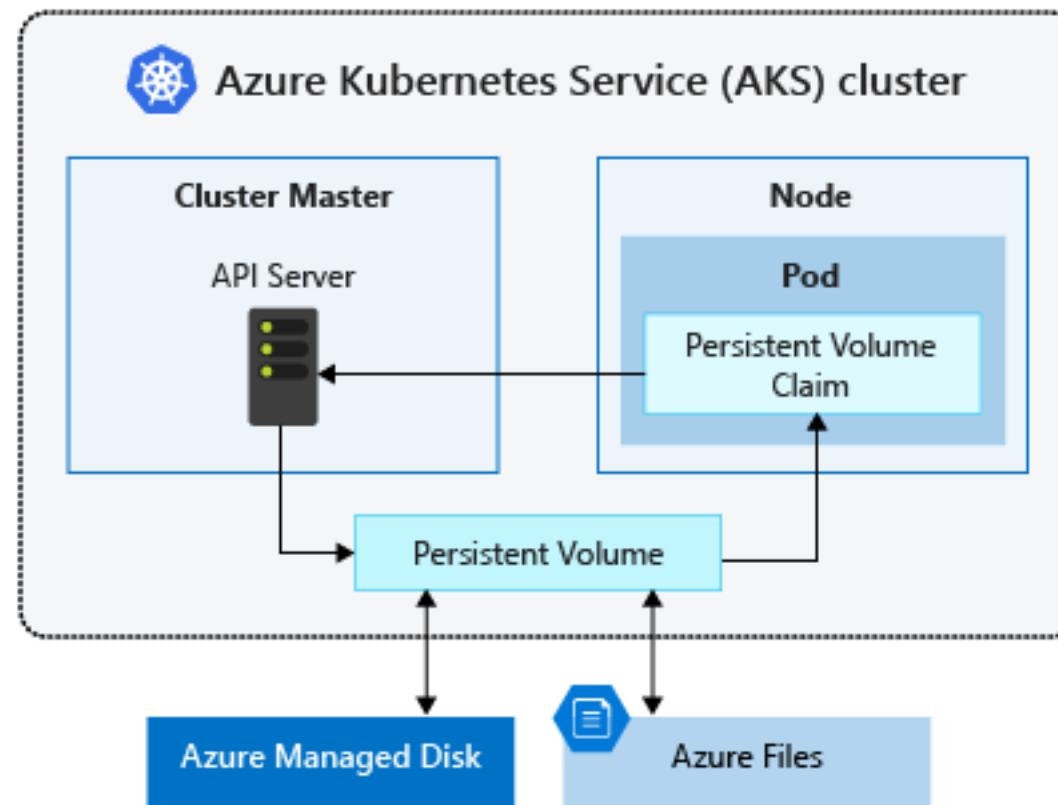 Azure Kubernetes Service (AKS) cluster
Cluster Master
API Server
Node
Pod
Persistent Volume
Claim
Persistent Volume
Azure Managed Disk
Azure Files